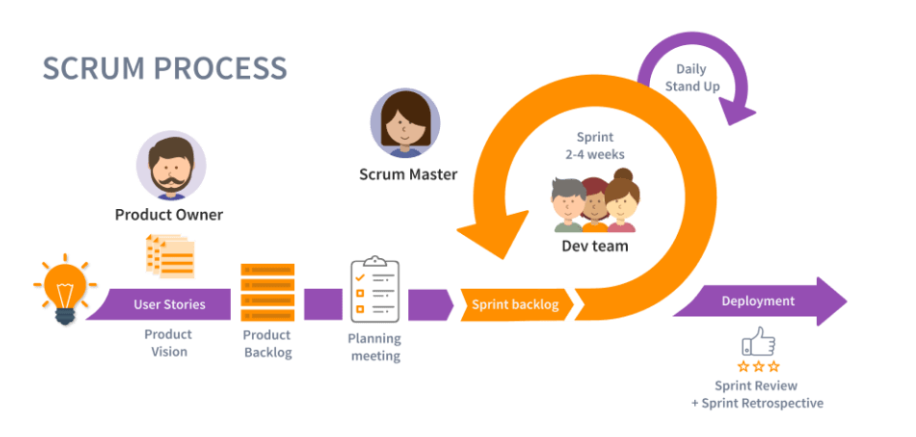 SCRUM PROCESS
Daily
Stand Up
Sprint
2-4 weeks
Scrum Master
Product Owner
Dev team
User Stories
Sprint backlog
Deployment
Product
Vision
Product
Backlog
Planning
meeting
Sprint Review
+ Sprint Retrospective